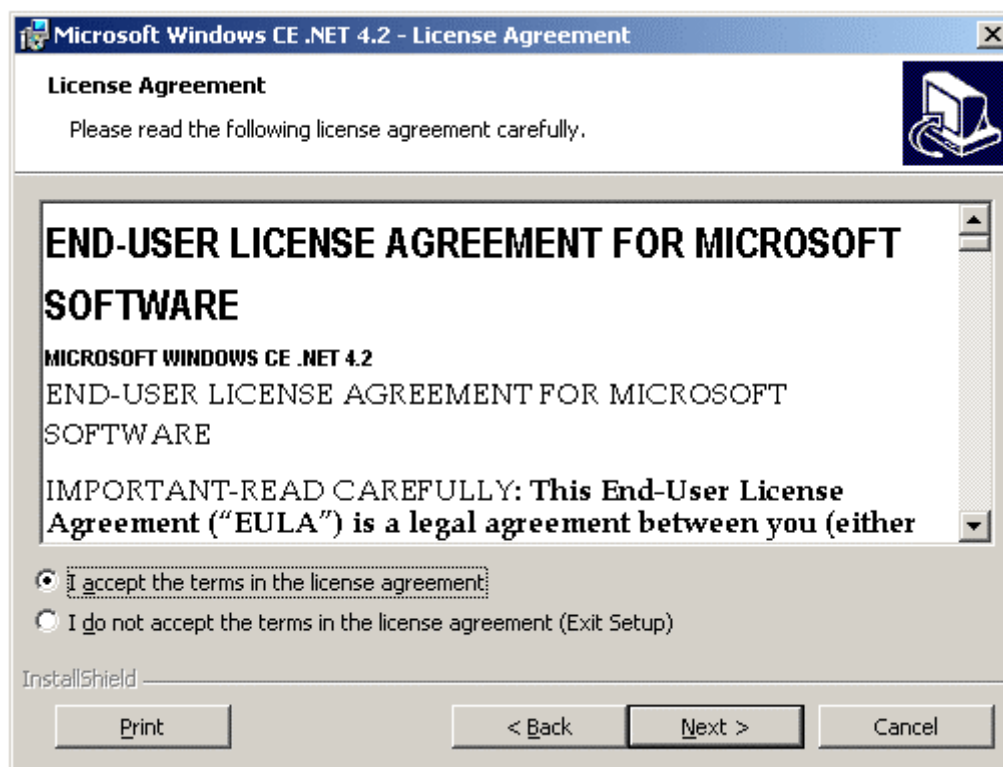 Microsoft Windows CE .NET 4.2 - License Agreement
License Agreement
Please read the following license agreement carefully.
END-USER LICENSE AGREEMENT FOR MICROSOFT
SOFTWARE
MICROSOFT WINDOWS CE .NET 4.2
END-USER LICENSE AGREEMENT FOR MICROSOFT
SOFTWARE
IMPORTANT-READ CAREFULLY: This End-User License
Agreement (“EULA”) is a legal agreement between you (either
I accept the terms in the license agreement
I do not accept the terms in the license agreement (Exit Setup)
InstallShield
Print
< Back
Next >
Cancel